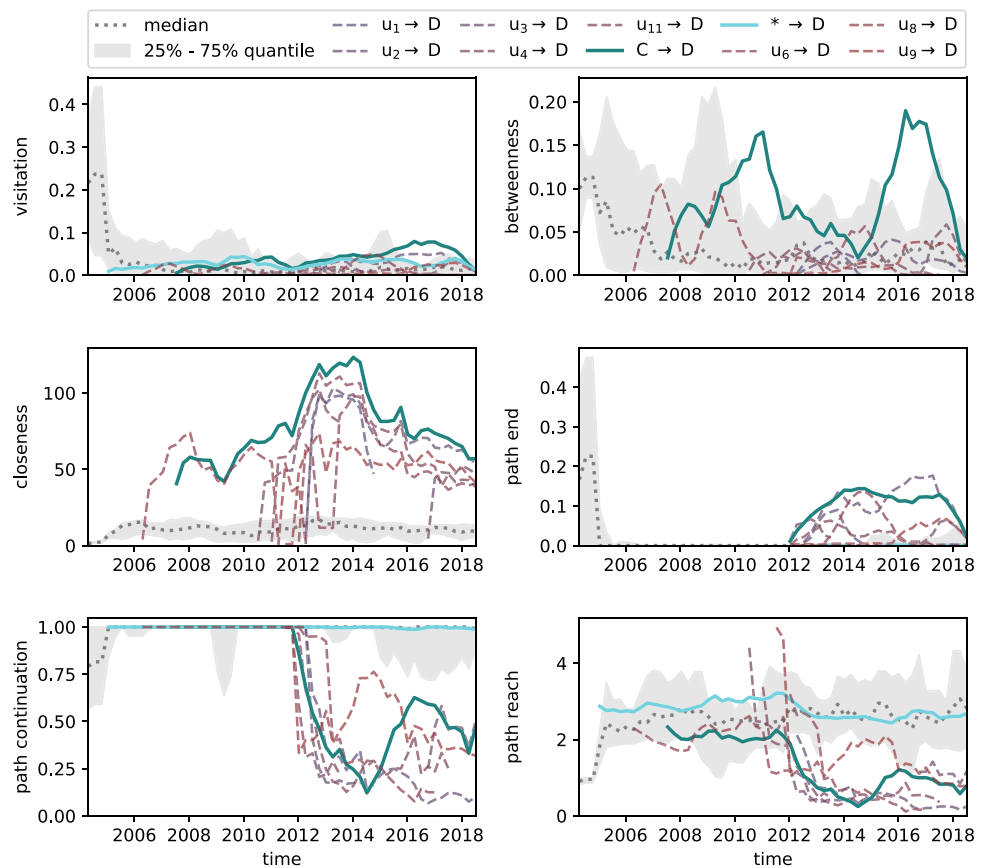 median u₁→ D u₃→ D u₁₁→ D * → D u₈→ D
25% - 75% quantile u₂→ D u₄→ D C → D u₆→ D u₉→ D
visitation
0.4
0.3
0.2
0.1
0.0
2006 2008 2010 2012 2014 2016 2018
betweenness
0.20
0.15
0.10
0.05
0.00
2006 2008 2010 2012 2014 2016 2018
closeness
100
50
0
2006 2008 2010 2012 2014 2016 2018
path end
0.4
0.3
0.2
0.1
0.0
2006 2008 2010 2012 2014 2016 2018
path continuation
1.00
0.75
0.50
0.25
0.00
2006 2008 2010 2012 2014 2016 2018
time
path reach
4
2
0
2006 2008 2010 2012 2014 2016 2018
time